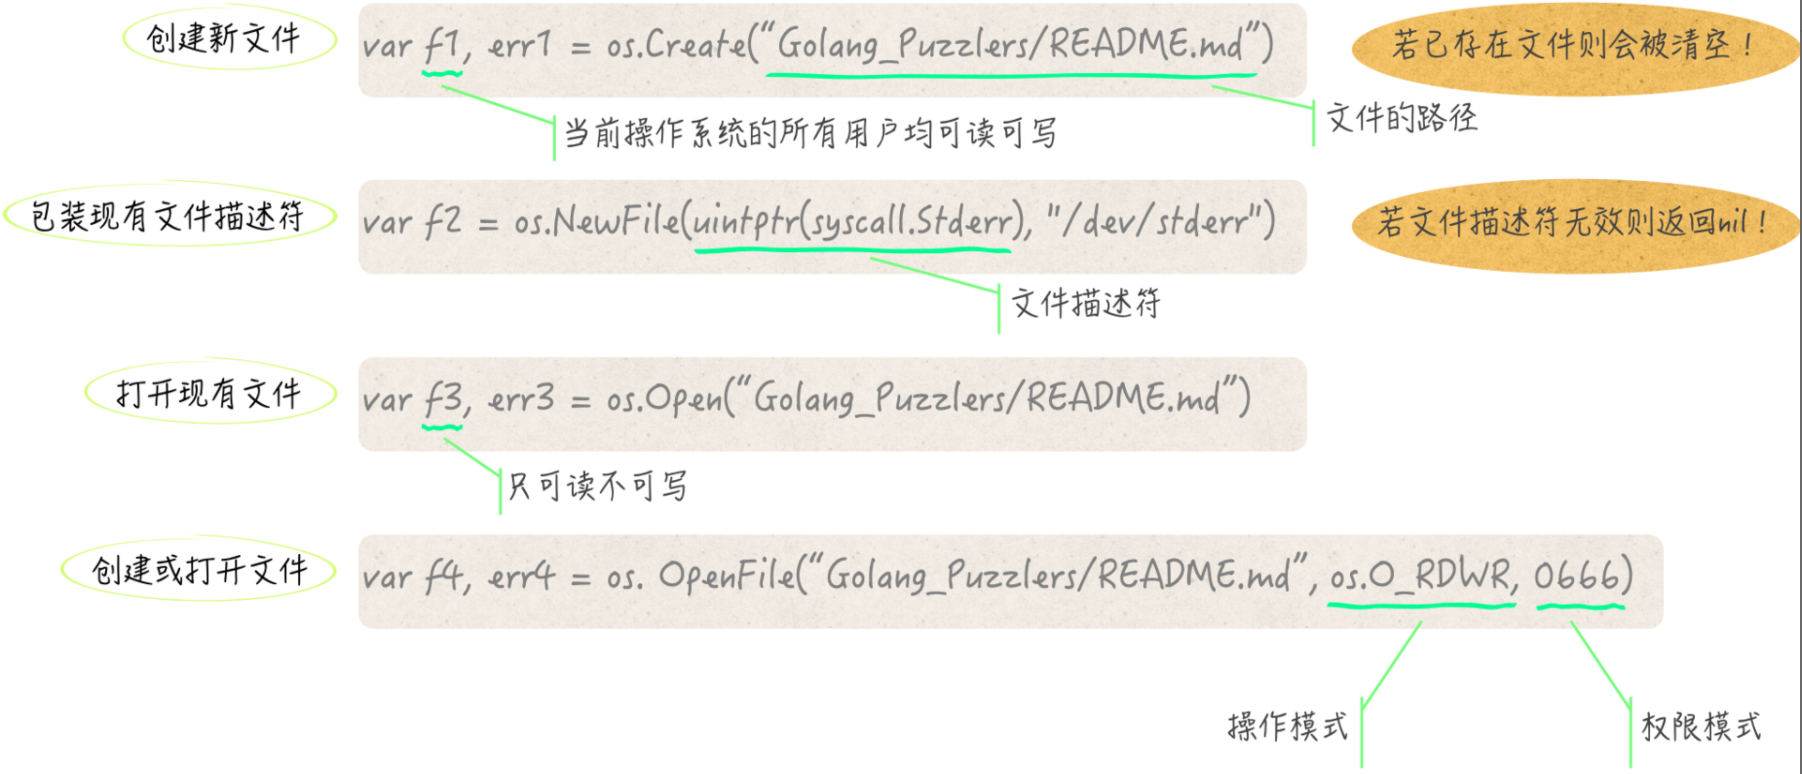 创建新文件
var f1, err1 = os.Create(“Golang_Puzzlers/README.md”)
若已存在文件则会被清空！
当前操作系统的所有用户均可读可写
文件的路径
包装现有文件描述符
var f2 = os.NewFile(uintptr(syscall.Stderr), "/dev/stderr")
若文件描述符无效则返回nil！
文件描述符
打开现有文件
var f3, err3 = os.Open(“Golang_Puzzlers/README.md”)
只可读不可写
创建或打开文件
var f4, err4 = os. OpenFile(“Golang_Puzzlers/README.md”, os.O_RDWR, 0666)
操作模式
权限模式